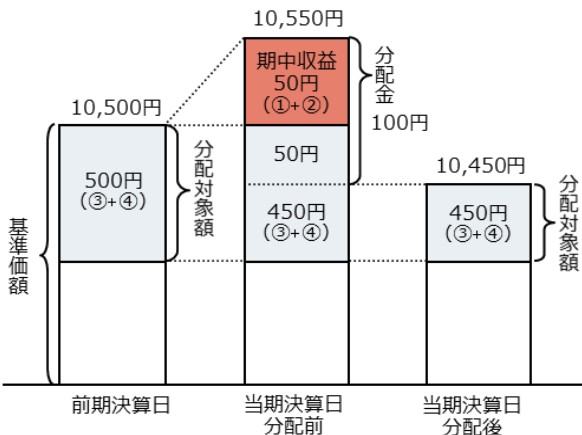 10,550円
期中収益
50円
(①+②)
分配金
100円
10,500円
50円
10,450円
500円
(③+④)
分配対象額
450円
(③+④)
450円
(③+④)
分配対象額
基準価額
前期決算日
当期決算日
分配前
当期決算日
分配後